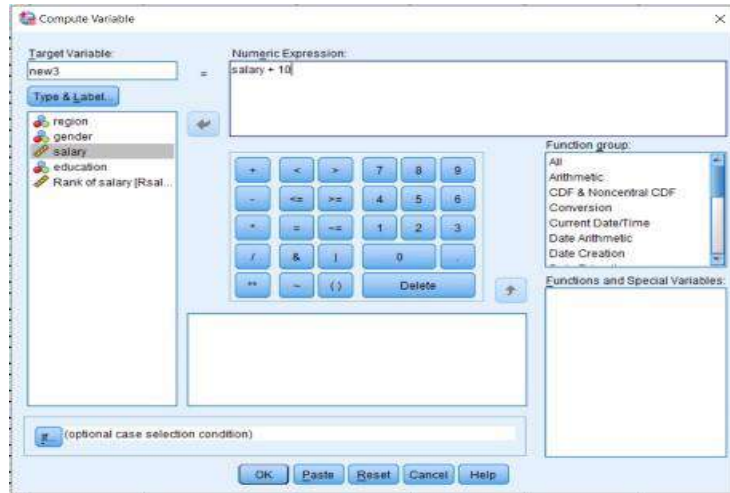 Compute Variable
Target Variable:
new3
=
Numeric Expression:
salary + 10
Type & Label...
region
gender
salary
education
Rank of salary [Rsal...
+ < > 7 8 9
- <= >= 4 5 6
* = ~= 1 2 3
/ & | 0 .
** ~ ( ) Delete
Function group:
All
Arithmetic
CDF & Noncentral CDF
Conversion
Current Date/Time
Date Arithmetic
Date Creation
Functions and Special Variables:
If... (optional case selection condition)
OK Paste Reset Cancel Help